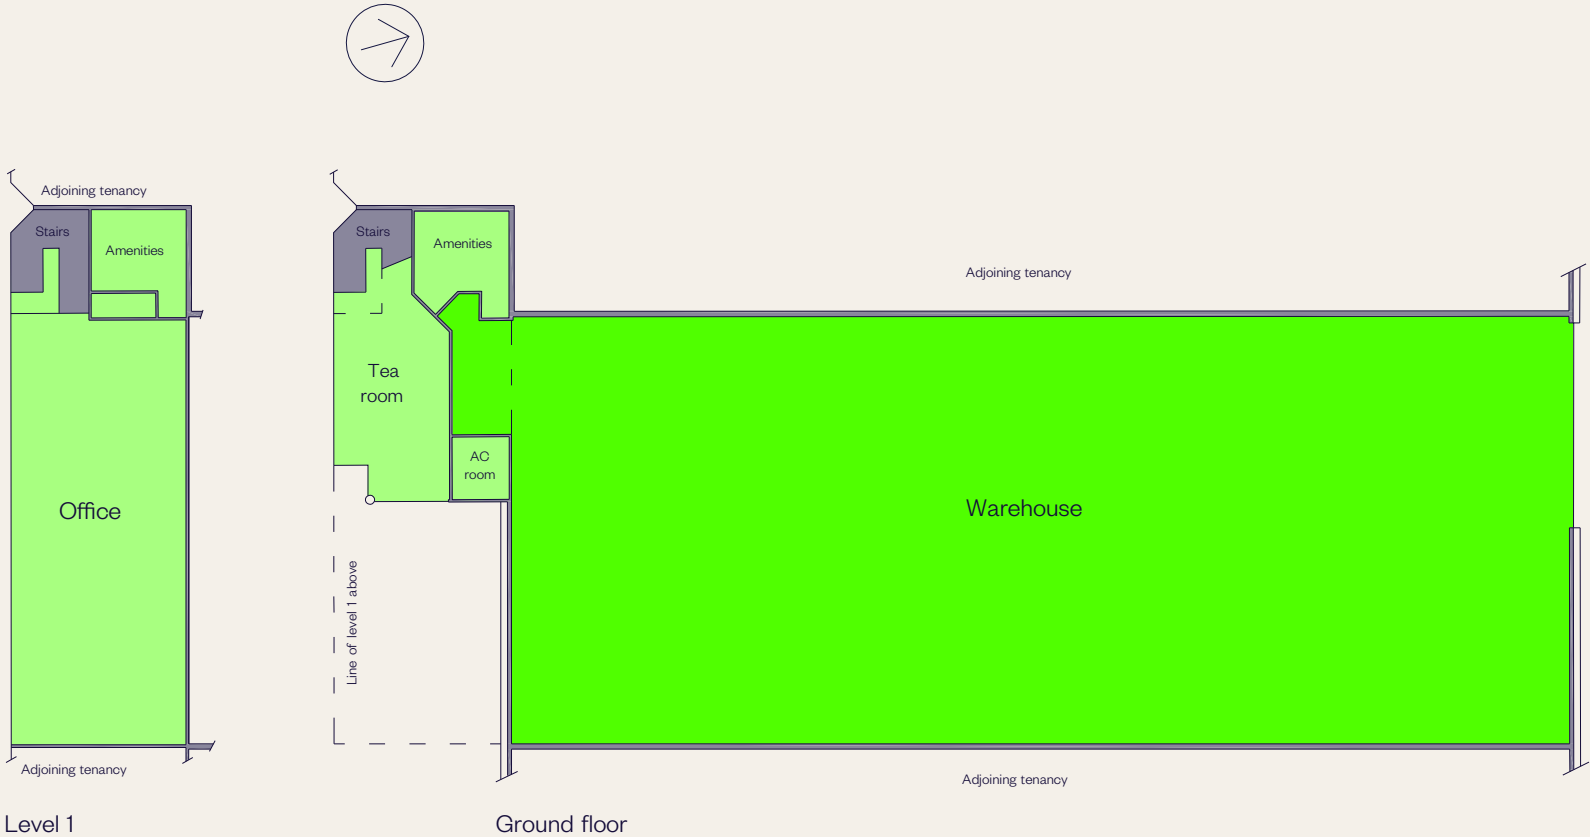 Adjoining tenancy
Stairs
Amenities
Office
Adjoining tenancy
Level 1
Stairs
Amenities
Tea
room
AC
room
Line of level 1 above
Adjoining tenancy
Warehouse
Adjoining tenancy
Ground floor